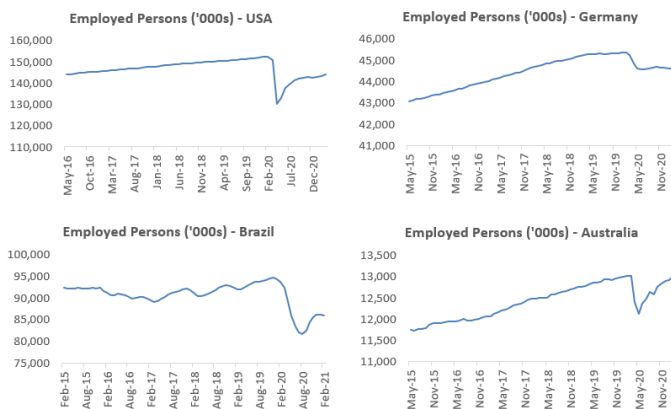 Employed Persons ('000s) - USA
160,000
150,000
140,000
130,000
120,000
110,000
May-16
Oct-16
Mar-17
Aug-17
Jan-18
Jun-18
Nov-18
Apr-19
Sep-19
Feb-20
Jul-20
Dec-20
Employed Persons ('000s) - Germany
46,000
45,000
44,000
43,000
42,000
41,000
May-15
Nov-15
May-16
Nov-16
May-17
Nov-17
May-18
Nov-18
May-19
Nov-19
May-20
Nov-20
Employed Persons ('000s) - Brazil
100,000
95,000
90,000
85,000
80,000
75,000
Feb-15
Aug-15
Feb-16
Aug-16
Feb-17
Aug-17
Feb-18
Aug-18
Feb-19
Aug-19
Feb-20
Aug-20
Feb-21
Employed Persons ('000s) - Australia
13,500
13,000
12,500
12,000
11,500
11,000
May-15
Nov-15
May-16
Nov-16
May-17
Nov-17
May-18
Nov-18
May-19
Nov-19
May-20
Nov-20